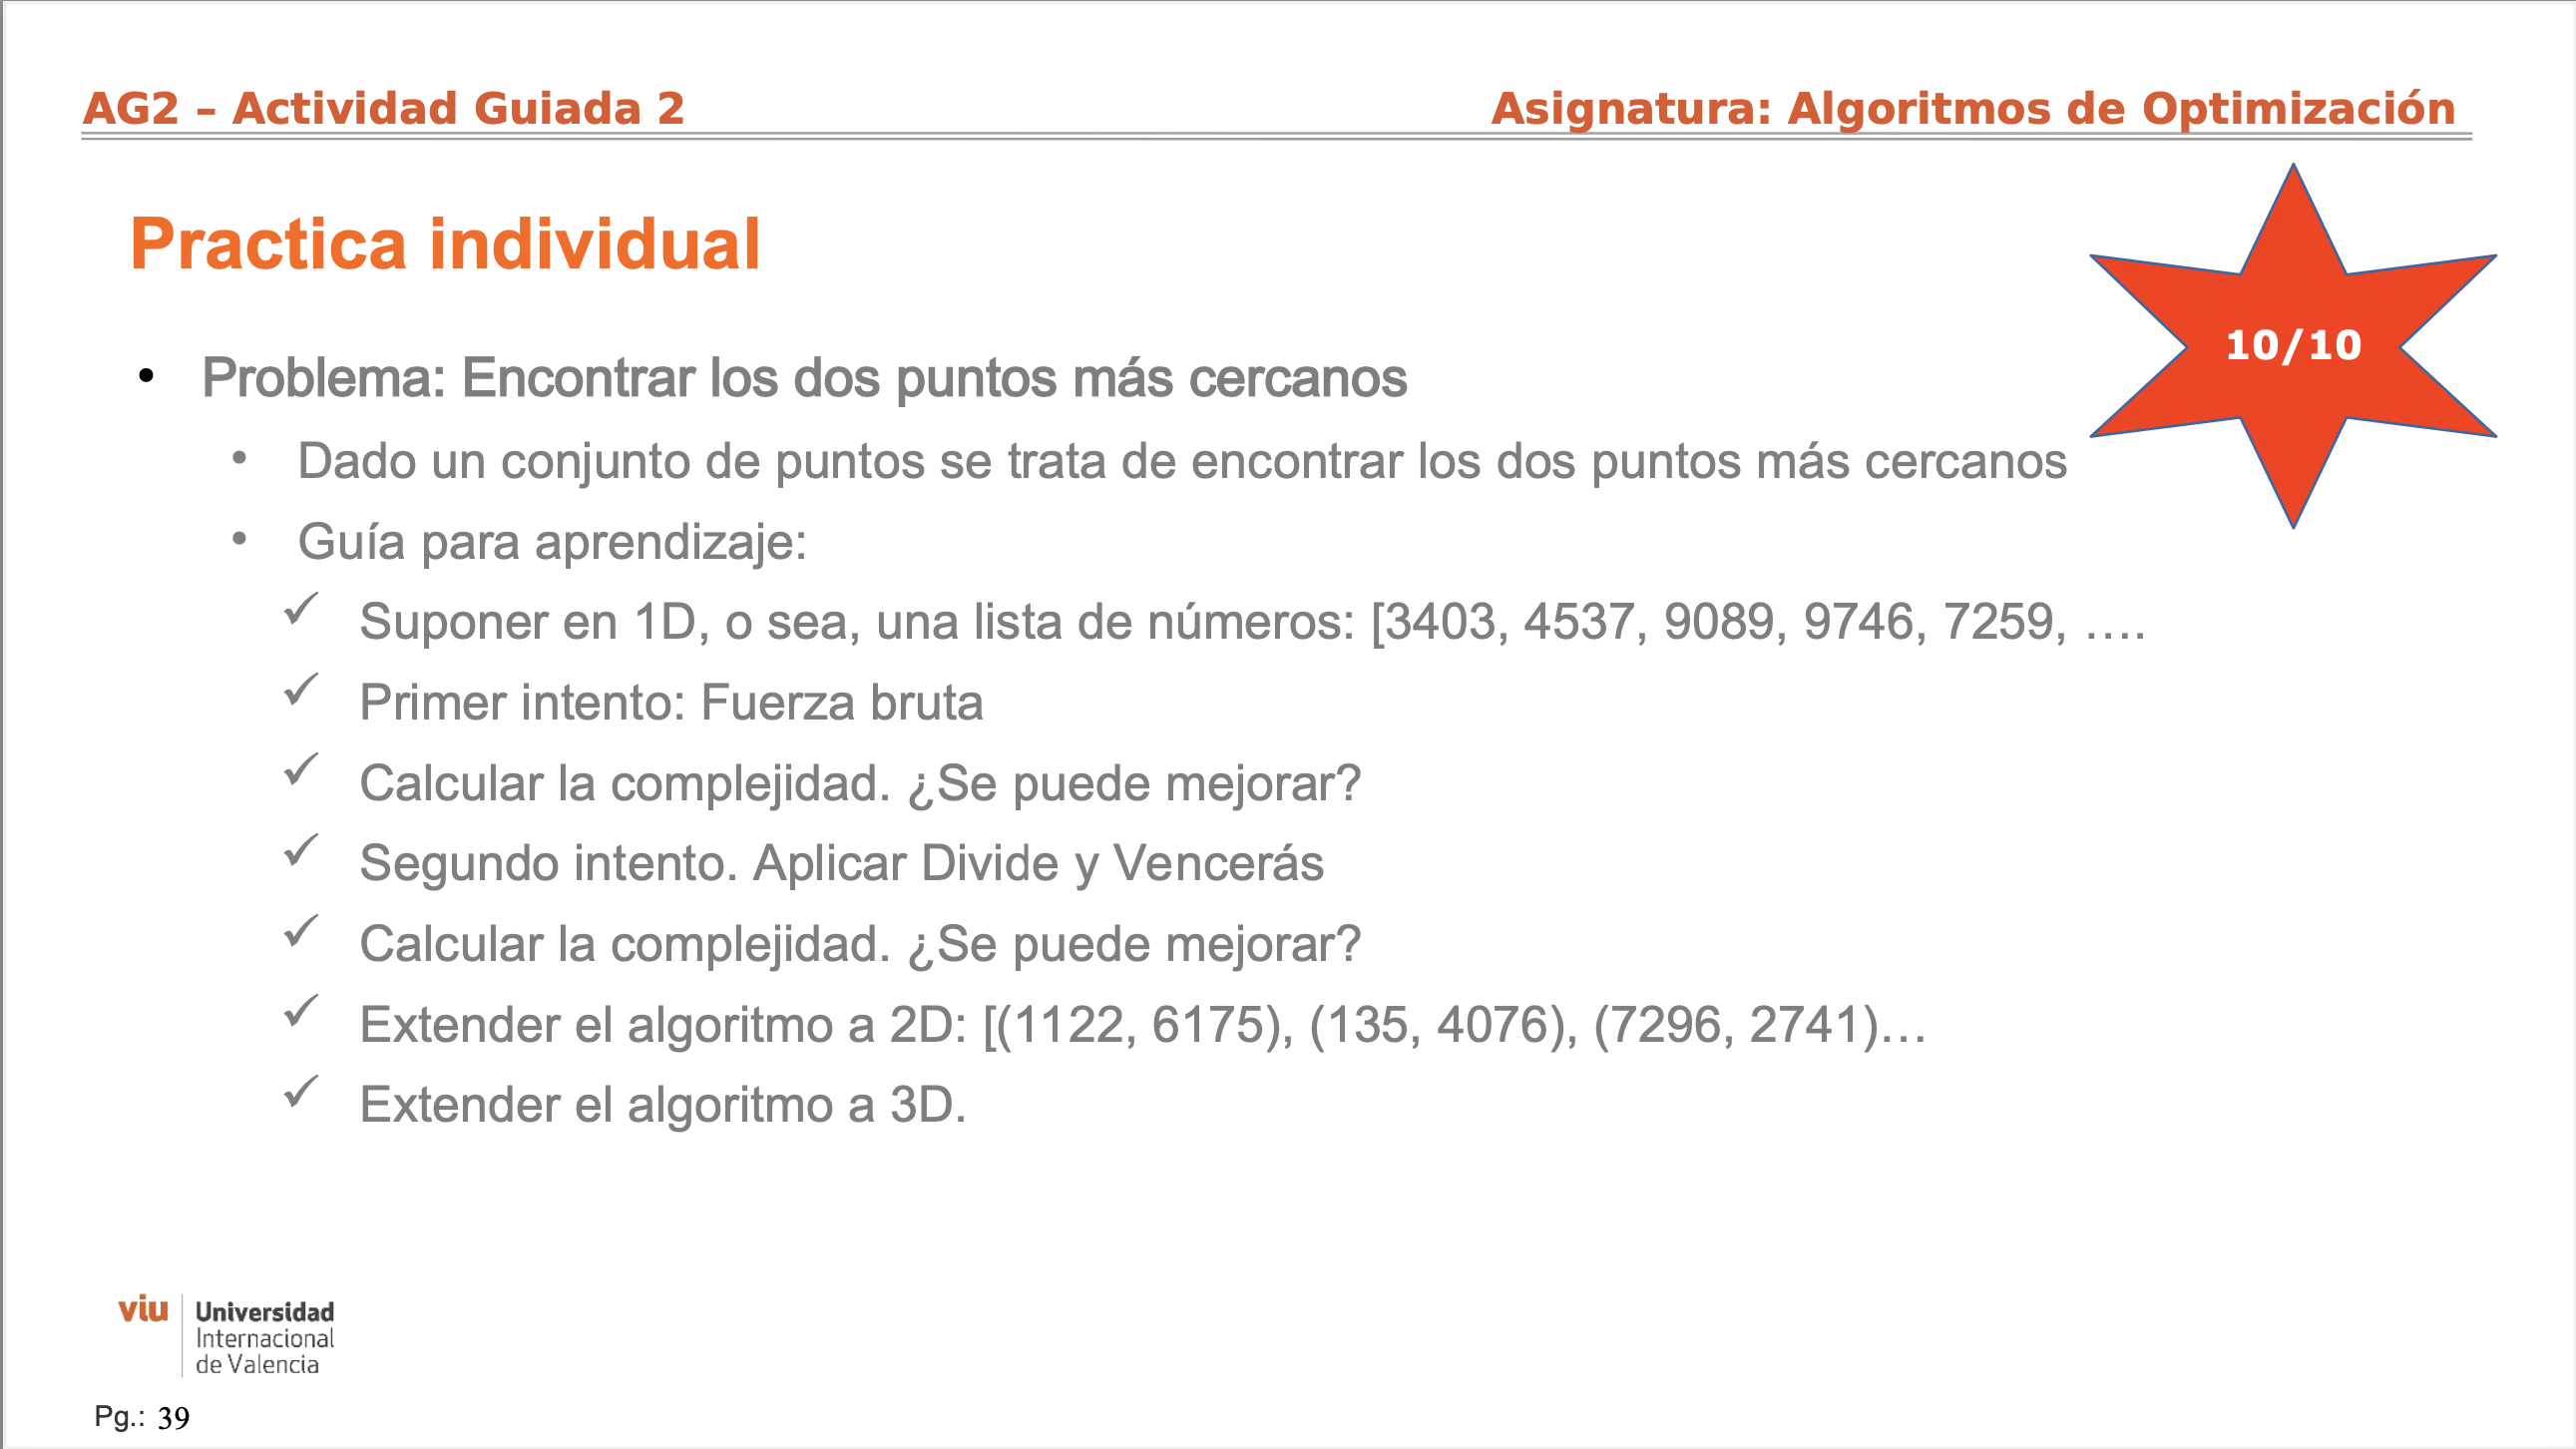 AG2 – Actividad Guiada 2
Asignatura: Algoritmos de Optimización
Practica individual
10/10
• Problema: Encontrar los dos puntos más cercanos
• Dado un conjunto de puntos se trata de encontrar los dos puntos más cercanos
• Guía para aprendizaje:
✓ Suponer en 1D, o sea, una lista de números: [3403, 4537, 9089, 9746, 7259, ….
✓ Primer intento: Fuerza bruta
✓ Calcular la complejidad. ¿Se puede mejorar?
✓ Segundo intento. Aplicar Divide y Vencerás
✓ Calcular la complejidad. ¿Se puede mejorar?
✓ Extender el algoritmo a 2D: [(1122, 6175), (135, 4076), (7296, 2741)…
✓ Extender el algoritmo a 3D.
viu
Universidad
Internacional
de Valencia
Pg.: 39